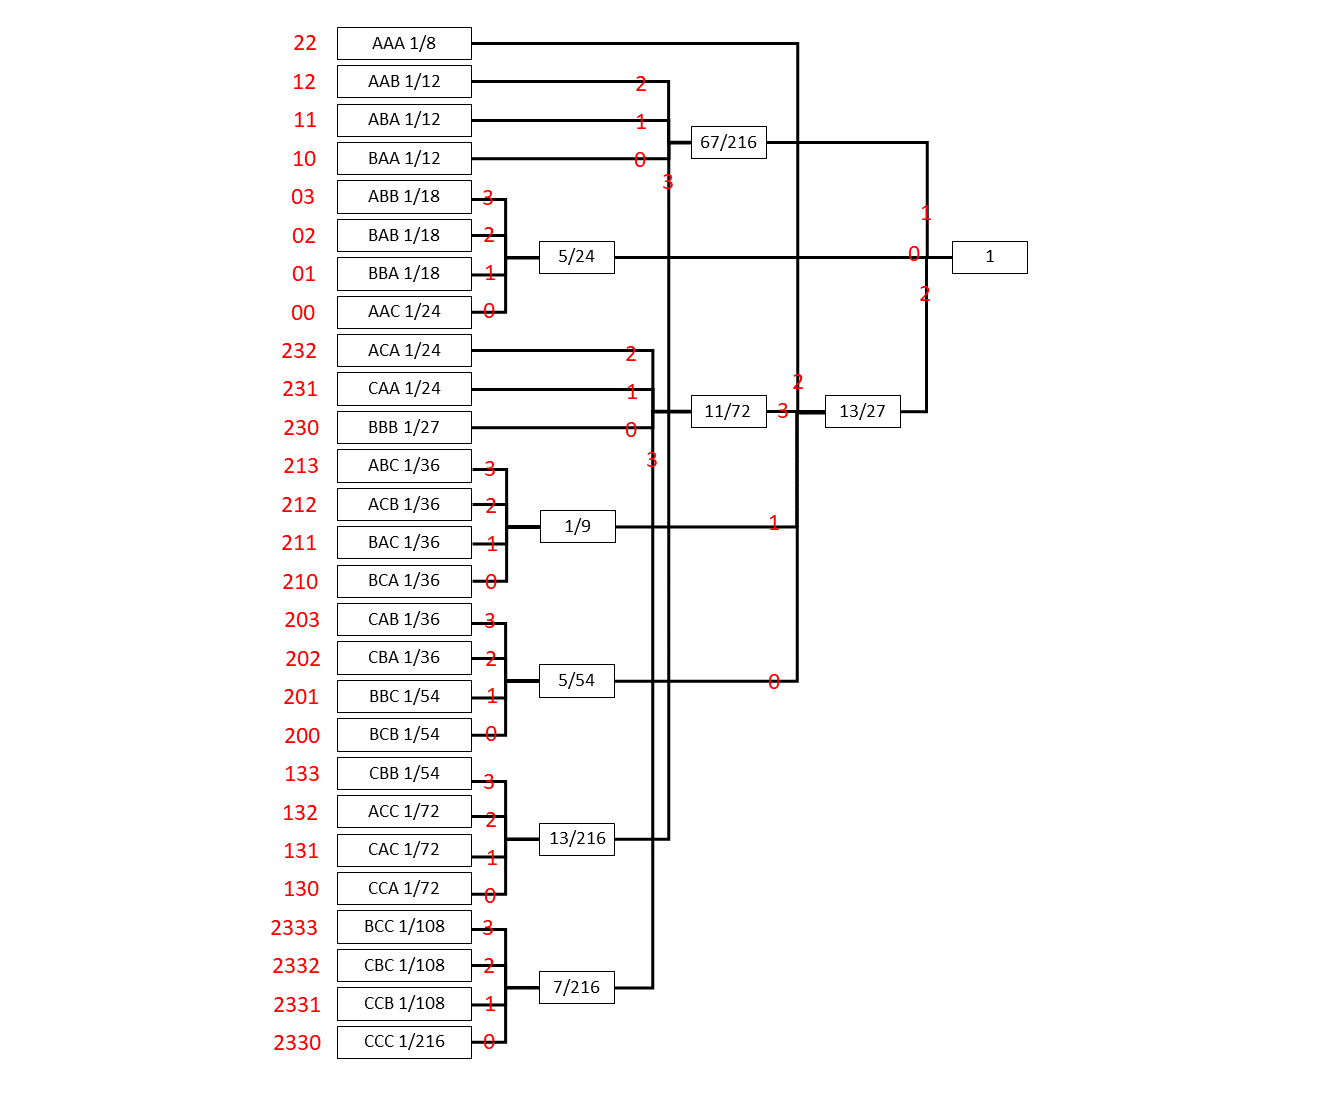 22 AAA 1/8
12 AAB 1/12 2
11 ABA 1/12 1
67/216
10 BAA 1/12 0
3
03 ABB 1/18 3
1
02 BAB 1/18 2
5/24 0 1
01 BBA 1/18 1
2
00 AAC 1/24 0
232 ACA 1/24 2
2
231 CAA 1/24 1
11/72 3 13/27
230 BBB 1/27 0
3
213 ABC 1/36 3
212 ACB 1/36 2
1/9 1
211 BAC 1/36 1
210 BCA 1/36 0
203 CAB 1/36 3
202 CBA 1/36 2
5/54 0
201 BBC 1/54 1
200 BCB 1/54 0
133 CBB 1/54 3
132 ACC 1/72 2
13/216
131 CAC 1/72 1
130 CCA 1/72 0
2333 BCC 1/108 3
2332 CBC 1/108 2
7/216
2331 CCB 1/108 1
2330 CCC 1/216 0